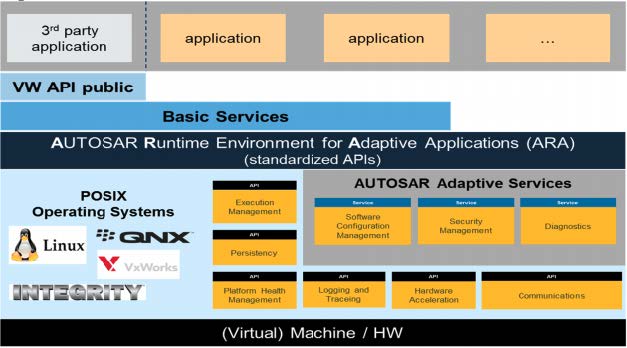 3rd party
application
application
application
...
VW API public
Basic Services
AUTOSAR Runtime Environment for Adaptive Applications (ARA)
(standardized APIs)
POSIX
Operating Systems
Linux
QNX
VxWorks
INTEGRITY
API
Execution
Management
API
Persistency
API
Platform Health
Management
AUTOSAR Adaptive Services
Service
Software
Configuration
Management
Service
Security
Management
Service
Diagnostics
API
Logging and
Traceing
API
Hardware
Acceleration
API
Communications
(Virtual) Machine / HW